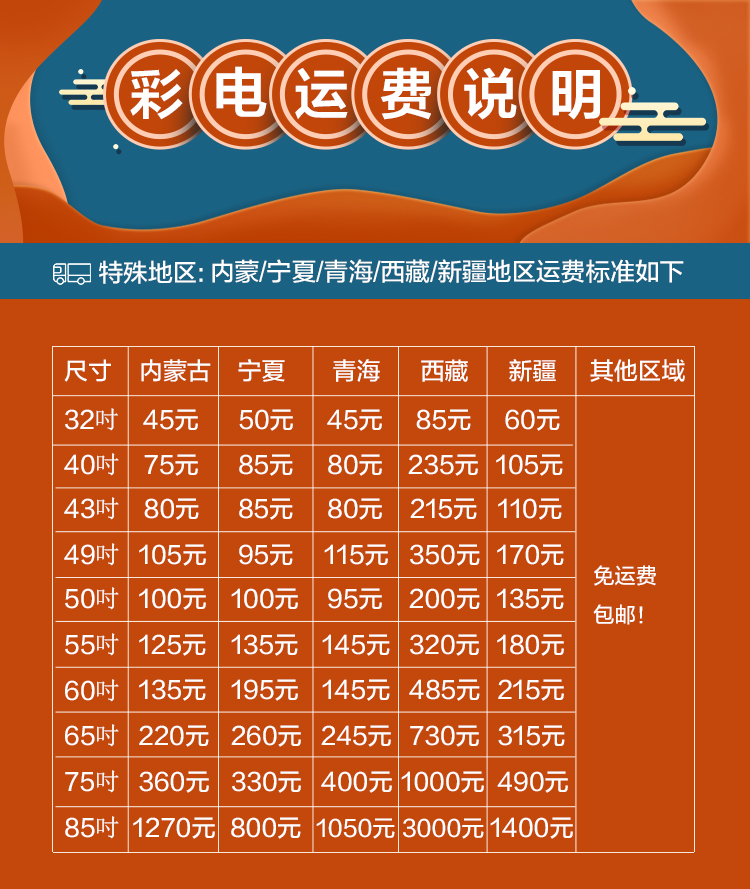 彩电运费说明
特殊地区: 内蒙/宁夏/青海/西藏/新疆地区运费标准如下
尺寸 内蒙古 宁夏 青海 西藏 新疆 其他区域
32吋 45元 50元 45元 85元 60元
40吋 75元 85元 80元 235元 105元
43吋 80元 85元 80元 215元 110元
49吋 105元 95元 115元 350元 170元
50吋 100元 100元 95元 200元 135元
55吋 125元 135元 145元 320元 180元
60吋 135元 195元 145元 485元 215元
65吋 220元 260元 245元 730元 315元
75吋 360元 330元 400元 1000元 490元
85吋 1270元 800元 1050元 3000元 1400元
免运费
包邮!